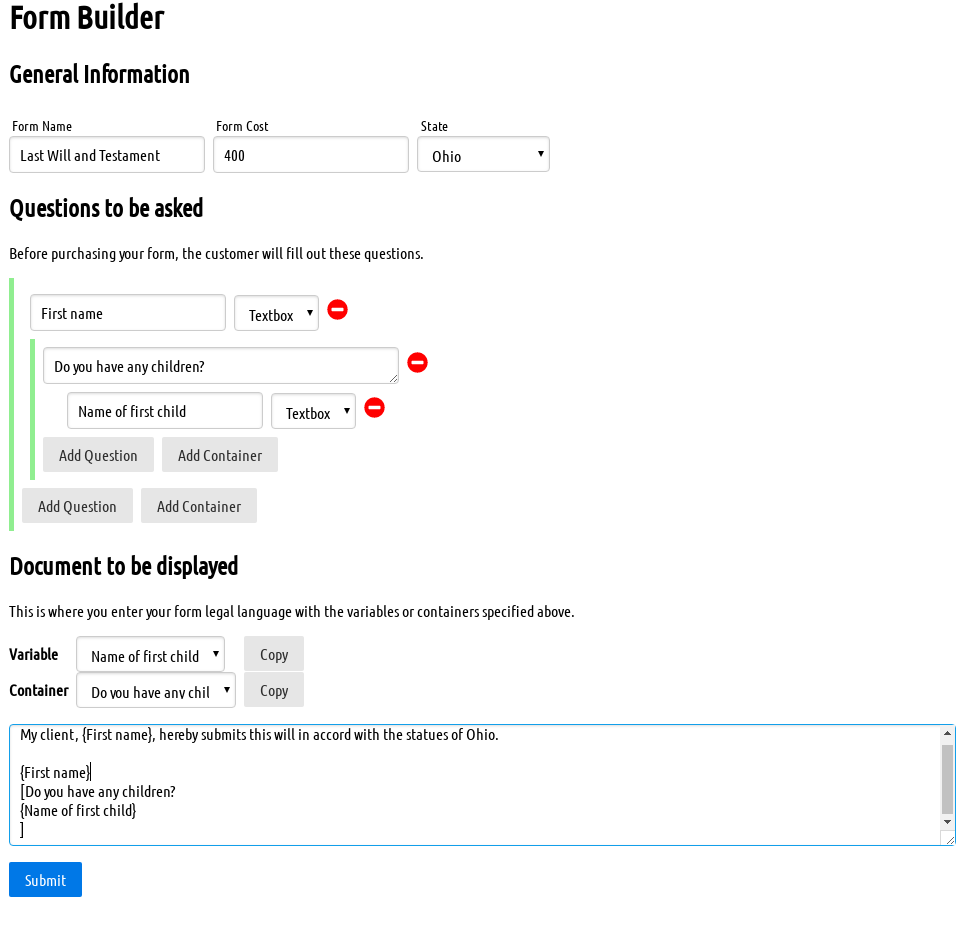 Form Builder
General Information
Form Name Form Cost State
Last Will and Testament 400 Ohio
Questions to be asked
Before purchasing your form, the customer will fill out these questions.
First name Textbox
Do you have any children?
Name of first child Textbox
Add Question Add Container
Add Question Add Container
Document to be displayed
This is where you enter your form legal language with the variables or containers specified above.
Variable Name of first child Copy
Container Do you have any chil Copy
My client, {First name}, hereby submits this will in accord with the statues of Ohio.
{First name}
[Do you have any children?
{Name of first child}
]
Submit